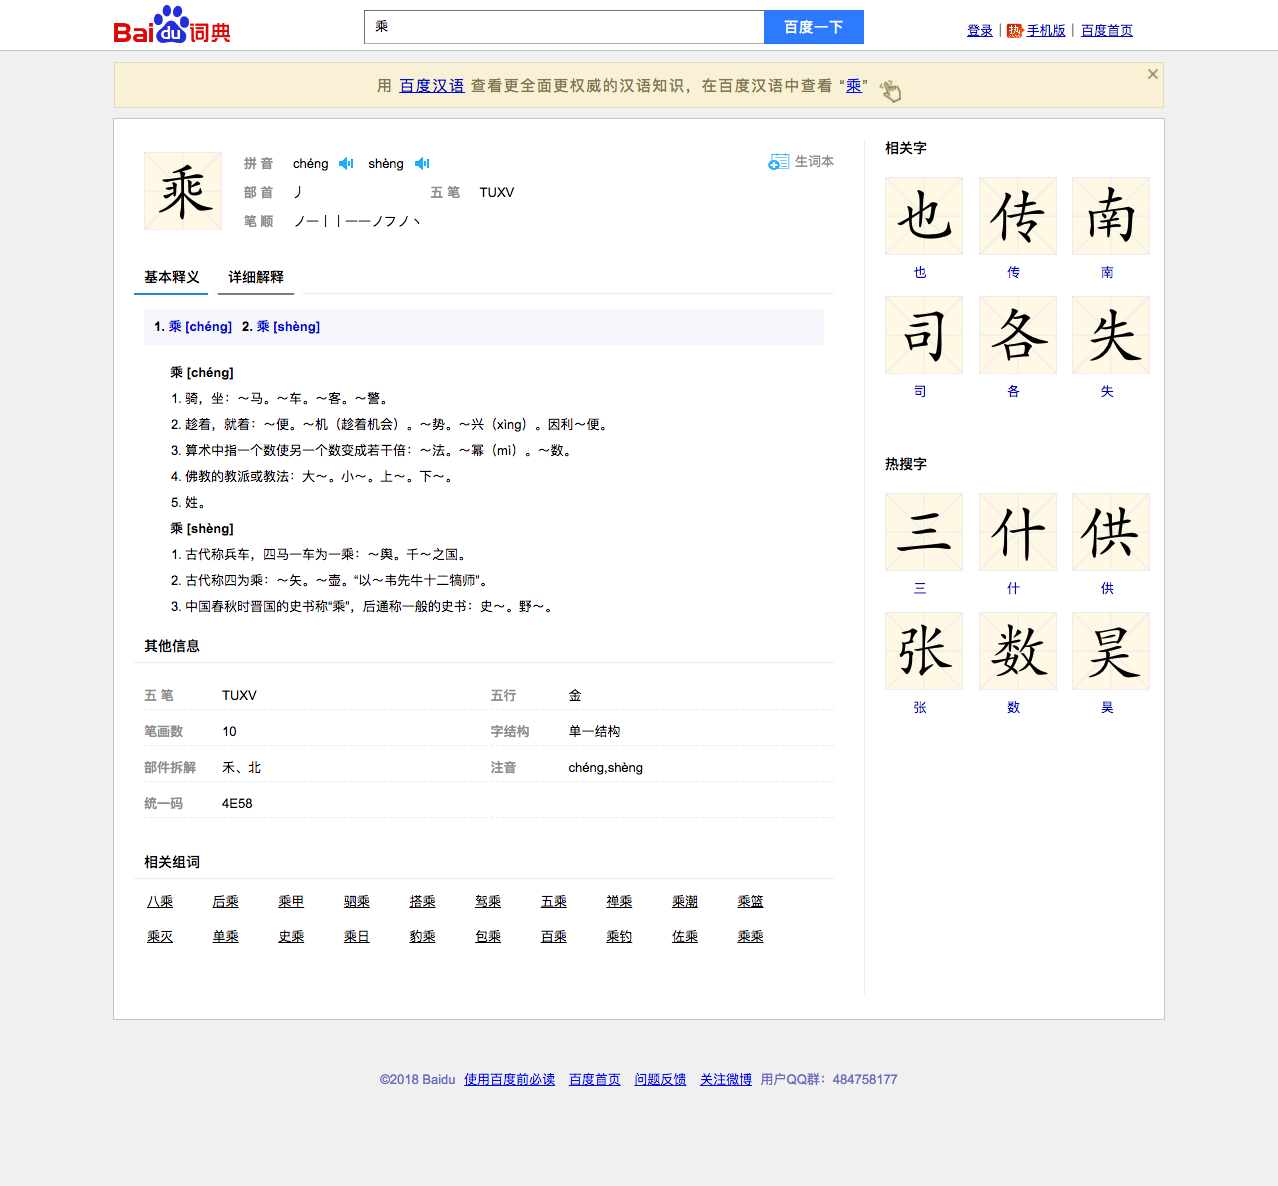 Bai du 词典
乘
百度一下
登录 | 热 手机版 | 百度首页
用 百度汉语 查看更全面更权威的汉语知识，在百度汉语中查看 “乘”
乘
拼 音 chéng shèng
生词本
部 首 丿 五 笔 TUXV
笔 顺 ノ一丨丨一一ノフノ丶
基本释义 详细解释
1. 乘 [chéng] 2. 乘 [shèng]
乘 [chéng]
1. 骑，坐：～马。～车。～客。～警。
2. 趁着，就着：～便。～机（趁着机会）。～势。～兴（xìng）。因利～便。
3. 算术中指一个数使另一个数变成若干倍：～法。～幂（mì）。～数。
4. 佛教的教派或教法：大～。小～。上～。下～。
5. 姓。
乘 [shèng]
1. 古代称兵车，四马一车为一乘：～舆。千～之国。
2. 古代称四为乘：～矢。～壶。“以～韦先牛十二犒师”。
3. 中国春秋时晋国的史书称“乘”，后通称一般的史书：史～。野～。
其他信息
五 笔 TUXV 五行 金
笔画数 10 字结构 单一结构
部件拆解 禾、北 注音 chéng,shèng
统一码 4E58
相关组词
八乘 后乘 乘甲 驷乘 搭乘 驾乘 五乘 禅乘 乘潮 乘篮
乘灭 单乘 史乘 乘日 豹乘 包乘 百乘 乘钓 佐乘 乘乘
相关字
也 传 南
也 传 南
司 各 失
司 各 失
热搜字
三 什 供
三 什 供
张 数 昊
张 数 昊
©2018 Baidu 使用百度前必读 百度首页 问题反馈 关注微博 用户QQ群：484758177